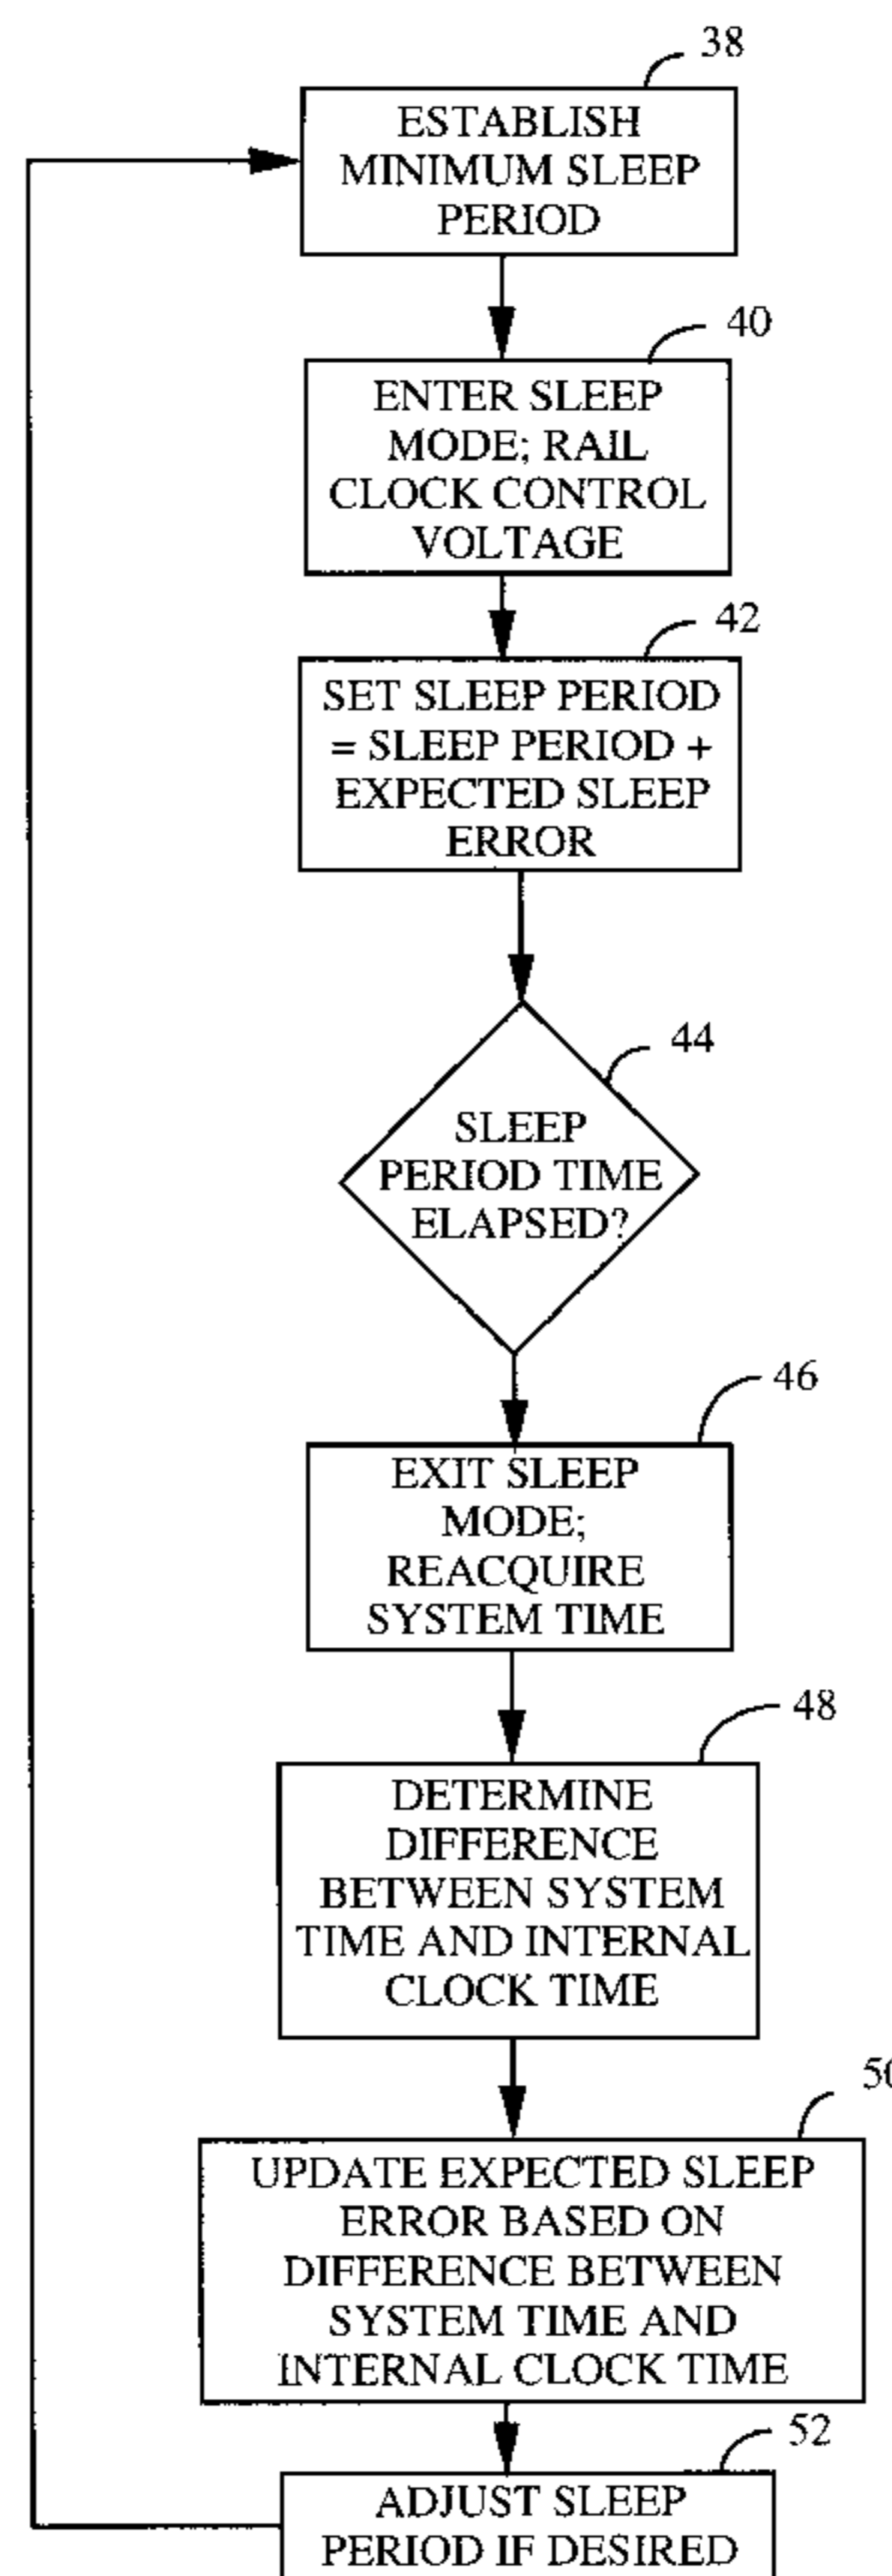 38
ESTABLISH
MINIMUM SLEEP
PERIOD
40
ENTER SLEEP
MODE; RAIL
CLOCK CONTROL
VOLTAGE
42
SET SLEEP PERIOD
= SLEEP PERIOD +
EXPECTED SLEEP
ERROR
44
SLEEP
PERIOD TIME
ELAPSED?
46
EXIT SLEEP
MODE;
REACQUIRE
SYSTEM TIME
48
DETERMINE
DIFFERENCE
BETWEEN SYSTEM
TIME AND INTERNAL
CLOCK TIME
50
UPDATE EXPECTED SLEEP
ERROR BASED ON
DIFFERENCE BETWEEN
SYSTEM TIME AND
INTERNAL CLOCK TIME
52
ADJUST SLEEP
PERIOD IF DESIRED